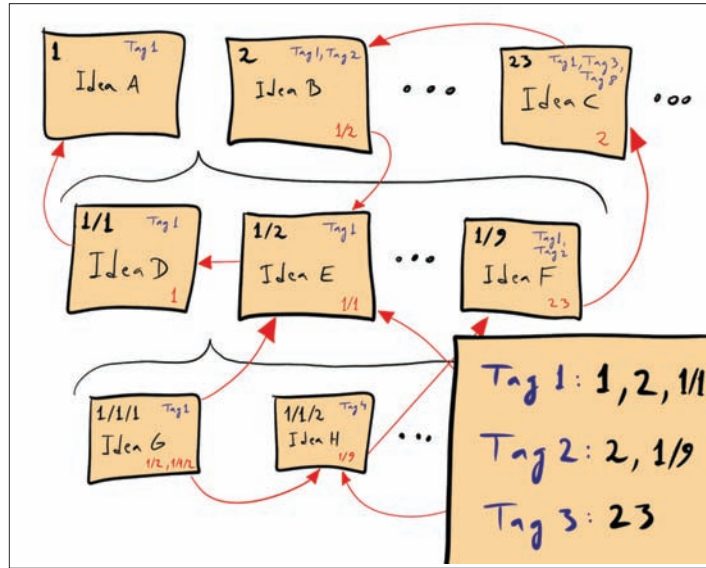 1 Tag 1
Idea A
2 Tag 1, Tag 2
Idea B
1/2
...
23 Tag 1, Tag 3,
Tag 8
Idea C
2
...
1/1 Tag 1
Idea D
1
1/2 Tag 1
Idea E
1/1
...
1/9 Tag 1,
Tag 2
Idea F
23
1/1/1 Tag 1
Idea G
1/2, 1/1/2
1/1/2 Tag 4
Idea H
1/9
...
Tag 1: 1, 2, 1/1
Tag 2: 2, 1/9
Tag 3: 23